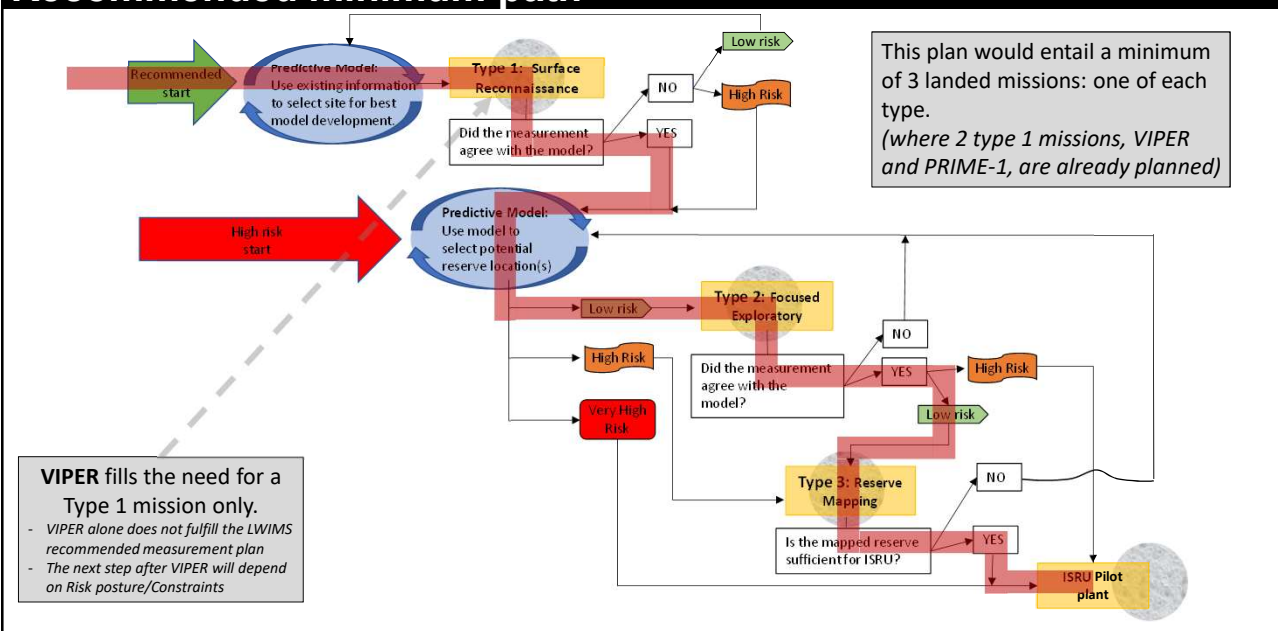 Recommended minimum path
Low risk
This plan would entail a minimum
of 3 landed missions: one of each
type.
(where 2 type 1 missions, VIPER
and PRIME-1, are already planned)
Recommended
start
Predictive Model:
Use existing information
to select site for best
model development.
Type 1: Surface
Reconnaissance
NO
High Risk
Did the measurement
agree with the model?
YES
High risk
start
Predictive Model:
Use model to
select potential
reserve location(s)
Low risk
Type 2: Focused
Exploratory
NO
High Risk
Did the measurement
agree with the
model?
YES
High Risk
Very High
Risk
Low risk
VIPER fills the need for a
Type 1 mission only.
- VIPER alone does not fulfill the LWIMS
recommended measurement plan
- The next step after VIPER will depend
on Risk posture/Constraints
Type 3: Reserve
Mapping
NO
Is the mapped reserve
sufficient for ISRU?
YES
ISRU Pilot
plant